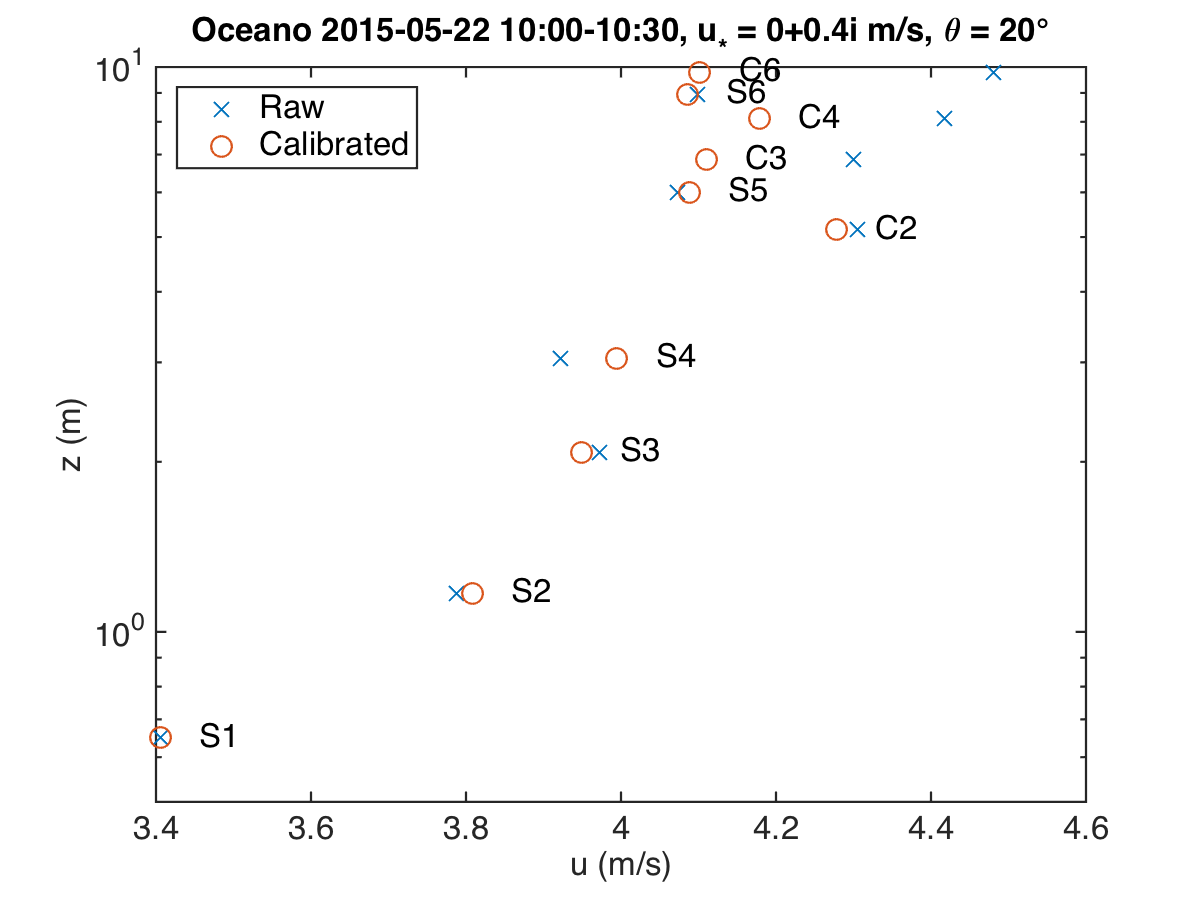 Oceano 2015-05-22 10:00-10:30, u* = 0+0.4i m/s, θ = 20°
10^1
Raw
Calibrated
C6
S6
C4
C3
S5
C2
S4
z (m)
S3
S2
10^0
S1
3.4 3.6 3.8 4 4.2 4.4 4.6
u (m/s)